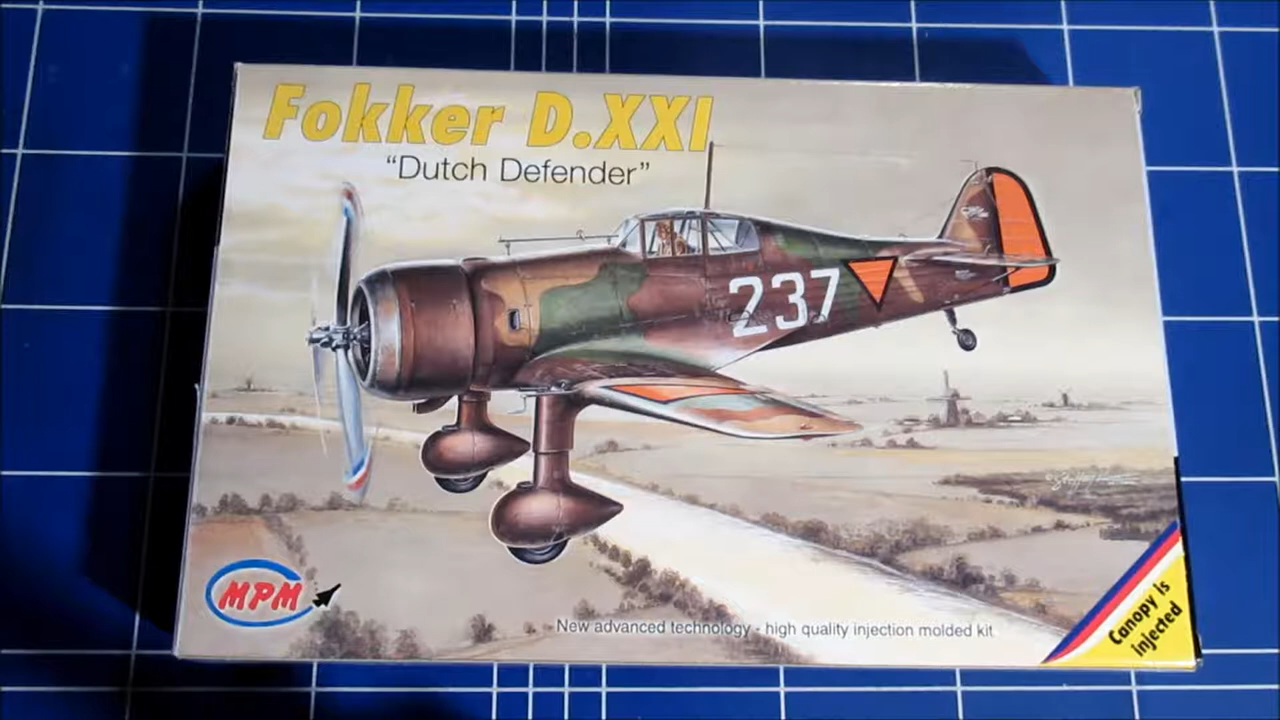 Fokker D.XXI
“Dutch Defender”
237
MPM
New advanced technology - high quality injection molded kit
Canopy is
injected